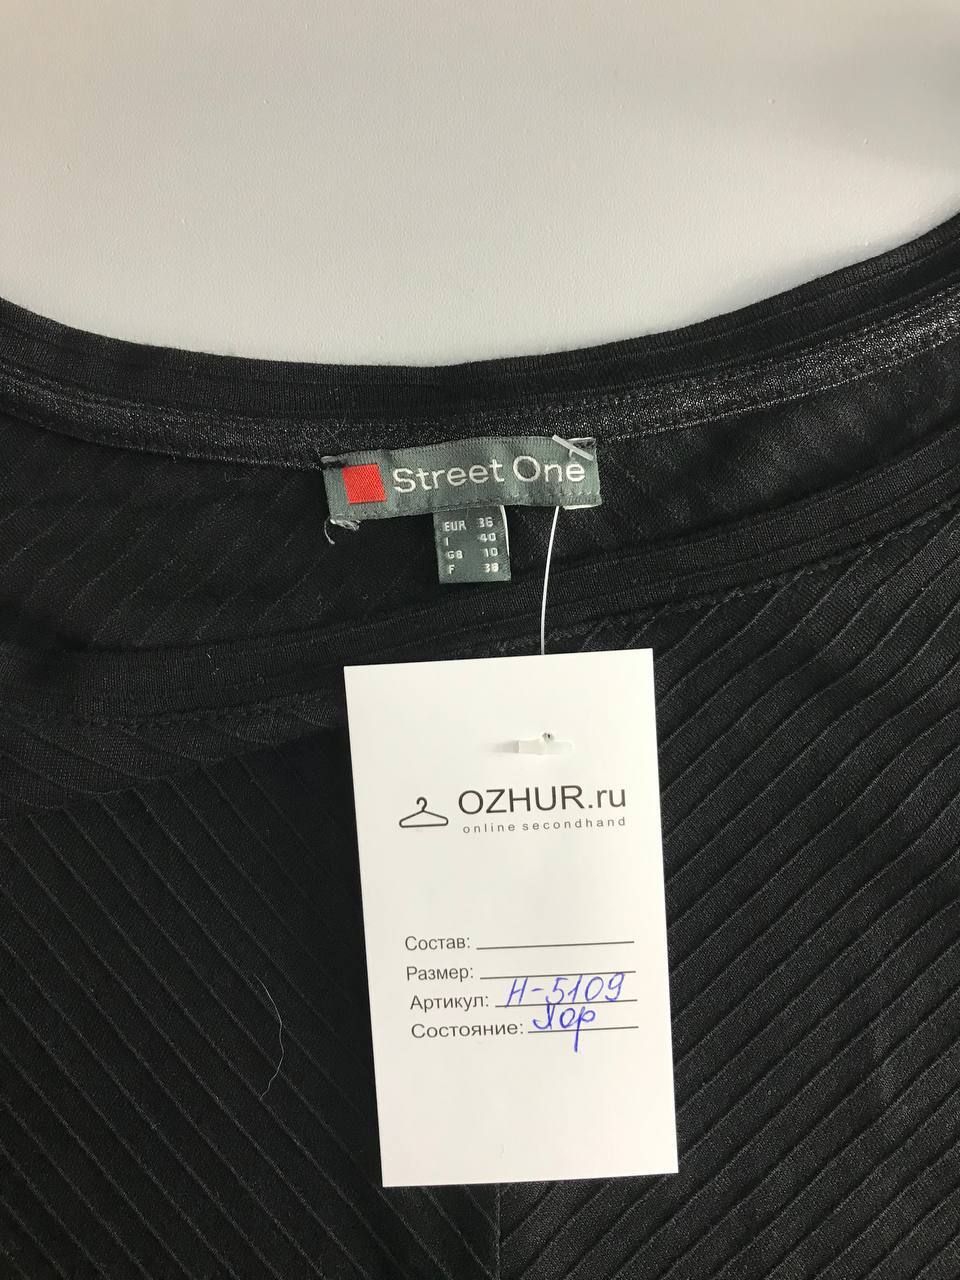 Street One
EUR 36
I 40
GB 10
F 38
OZHUR.ru
online secondhand
Состав:
Размер:
Артикул: Н-5109
Состояние: Хор